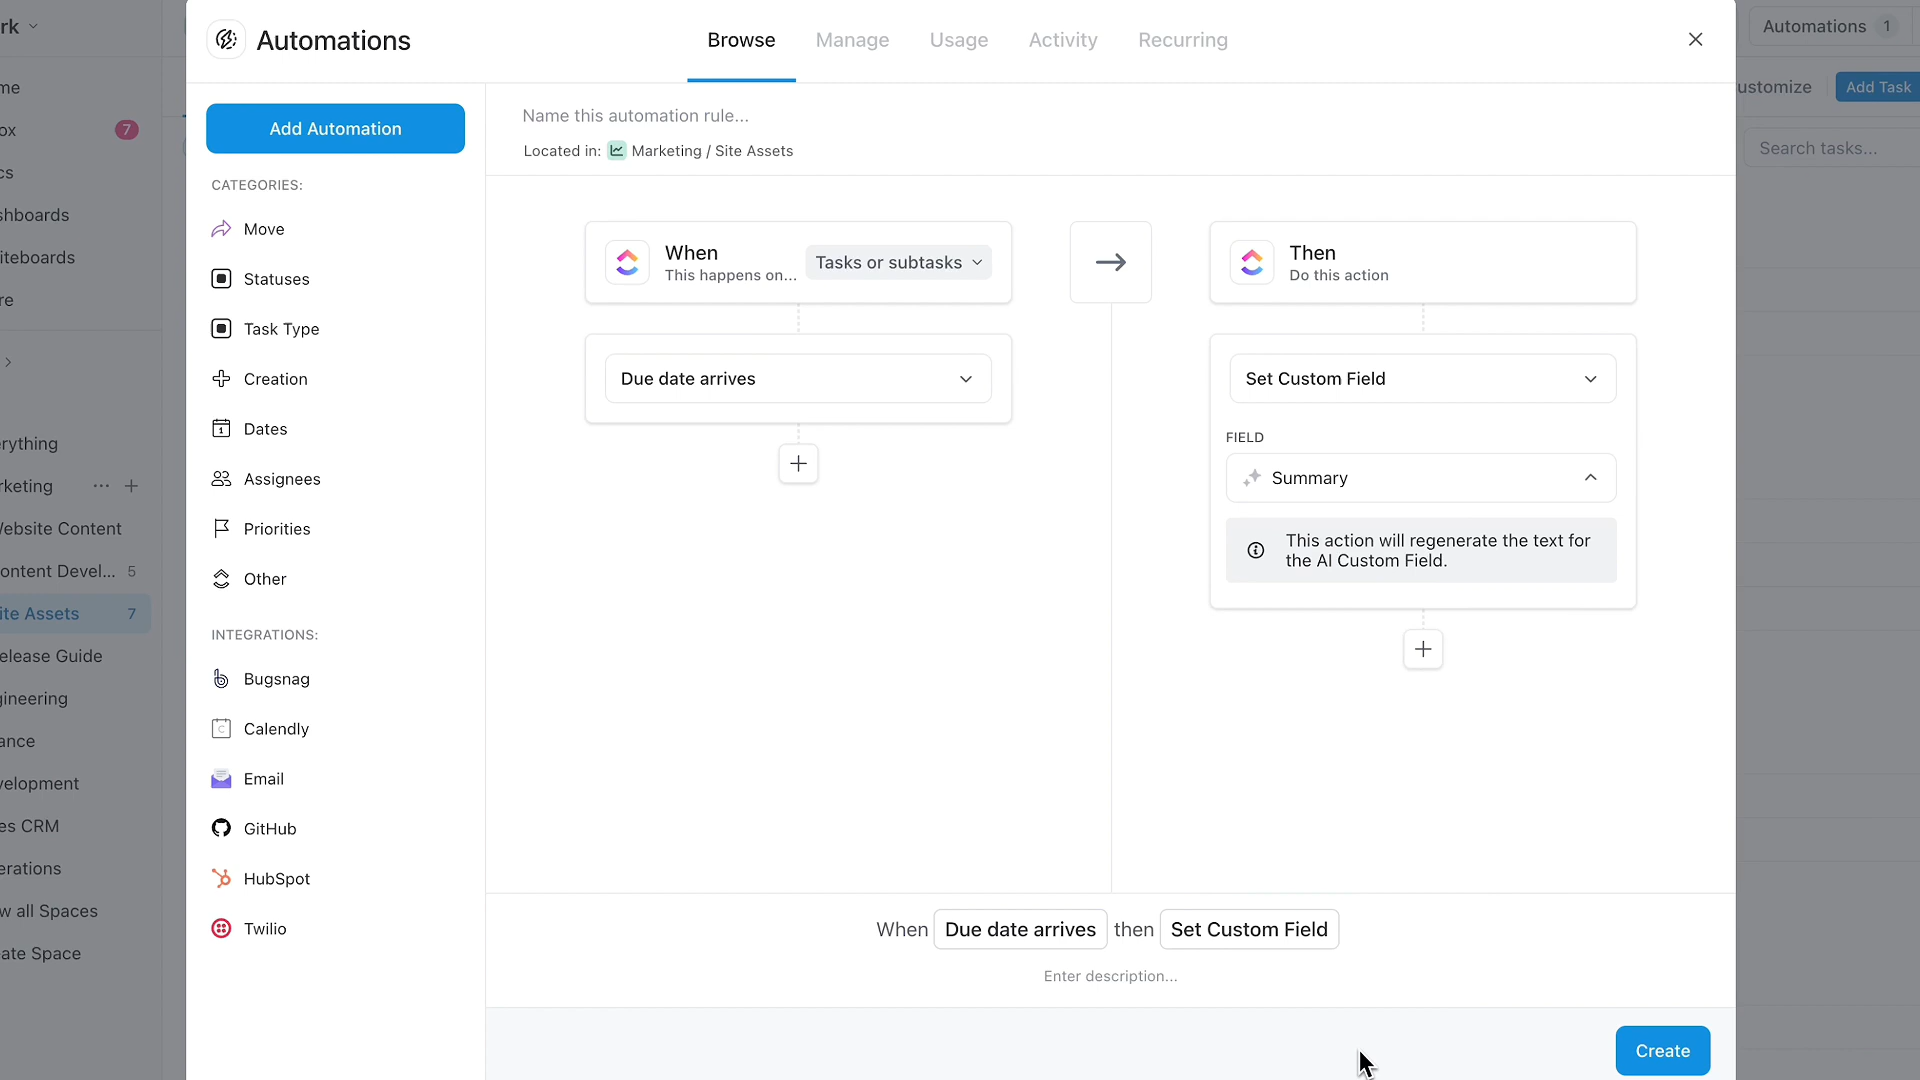 rk
me
ox
7
cs
shboards
iteboards
re
erything
rketing
Website Content
ontent Devel... 5
ite Assets 7
elease Guide
gineering
ance
velopment
es CRM
erations
w all Spaces
ate Space
Automations
Browse
Manage
Usage
Activity
Recurring
Add Automation
CATEGORIES:
Move
Statuses
Task Type
Creation
1 Dates
Assignees
Priorities
Other
INTEGRATIONS:
Bugsnag
C Calendly
Email
GitHub
HubSpot
Twilio
Name this automation rule...
Located in: Marketing / Site Assets
When
This happens on...
Tasks or subtasks
Due date arrives
Then
Do this action
Set Custom Field
FIELD
Summary
This action will regenerate the text for
the AI Custom Field.
When Due date arrives then Set Custom Field
Enter description...
Create
Automations 1
ustomize
Add Task
Search tasks...